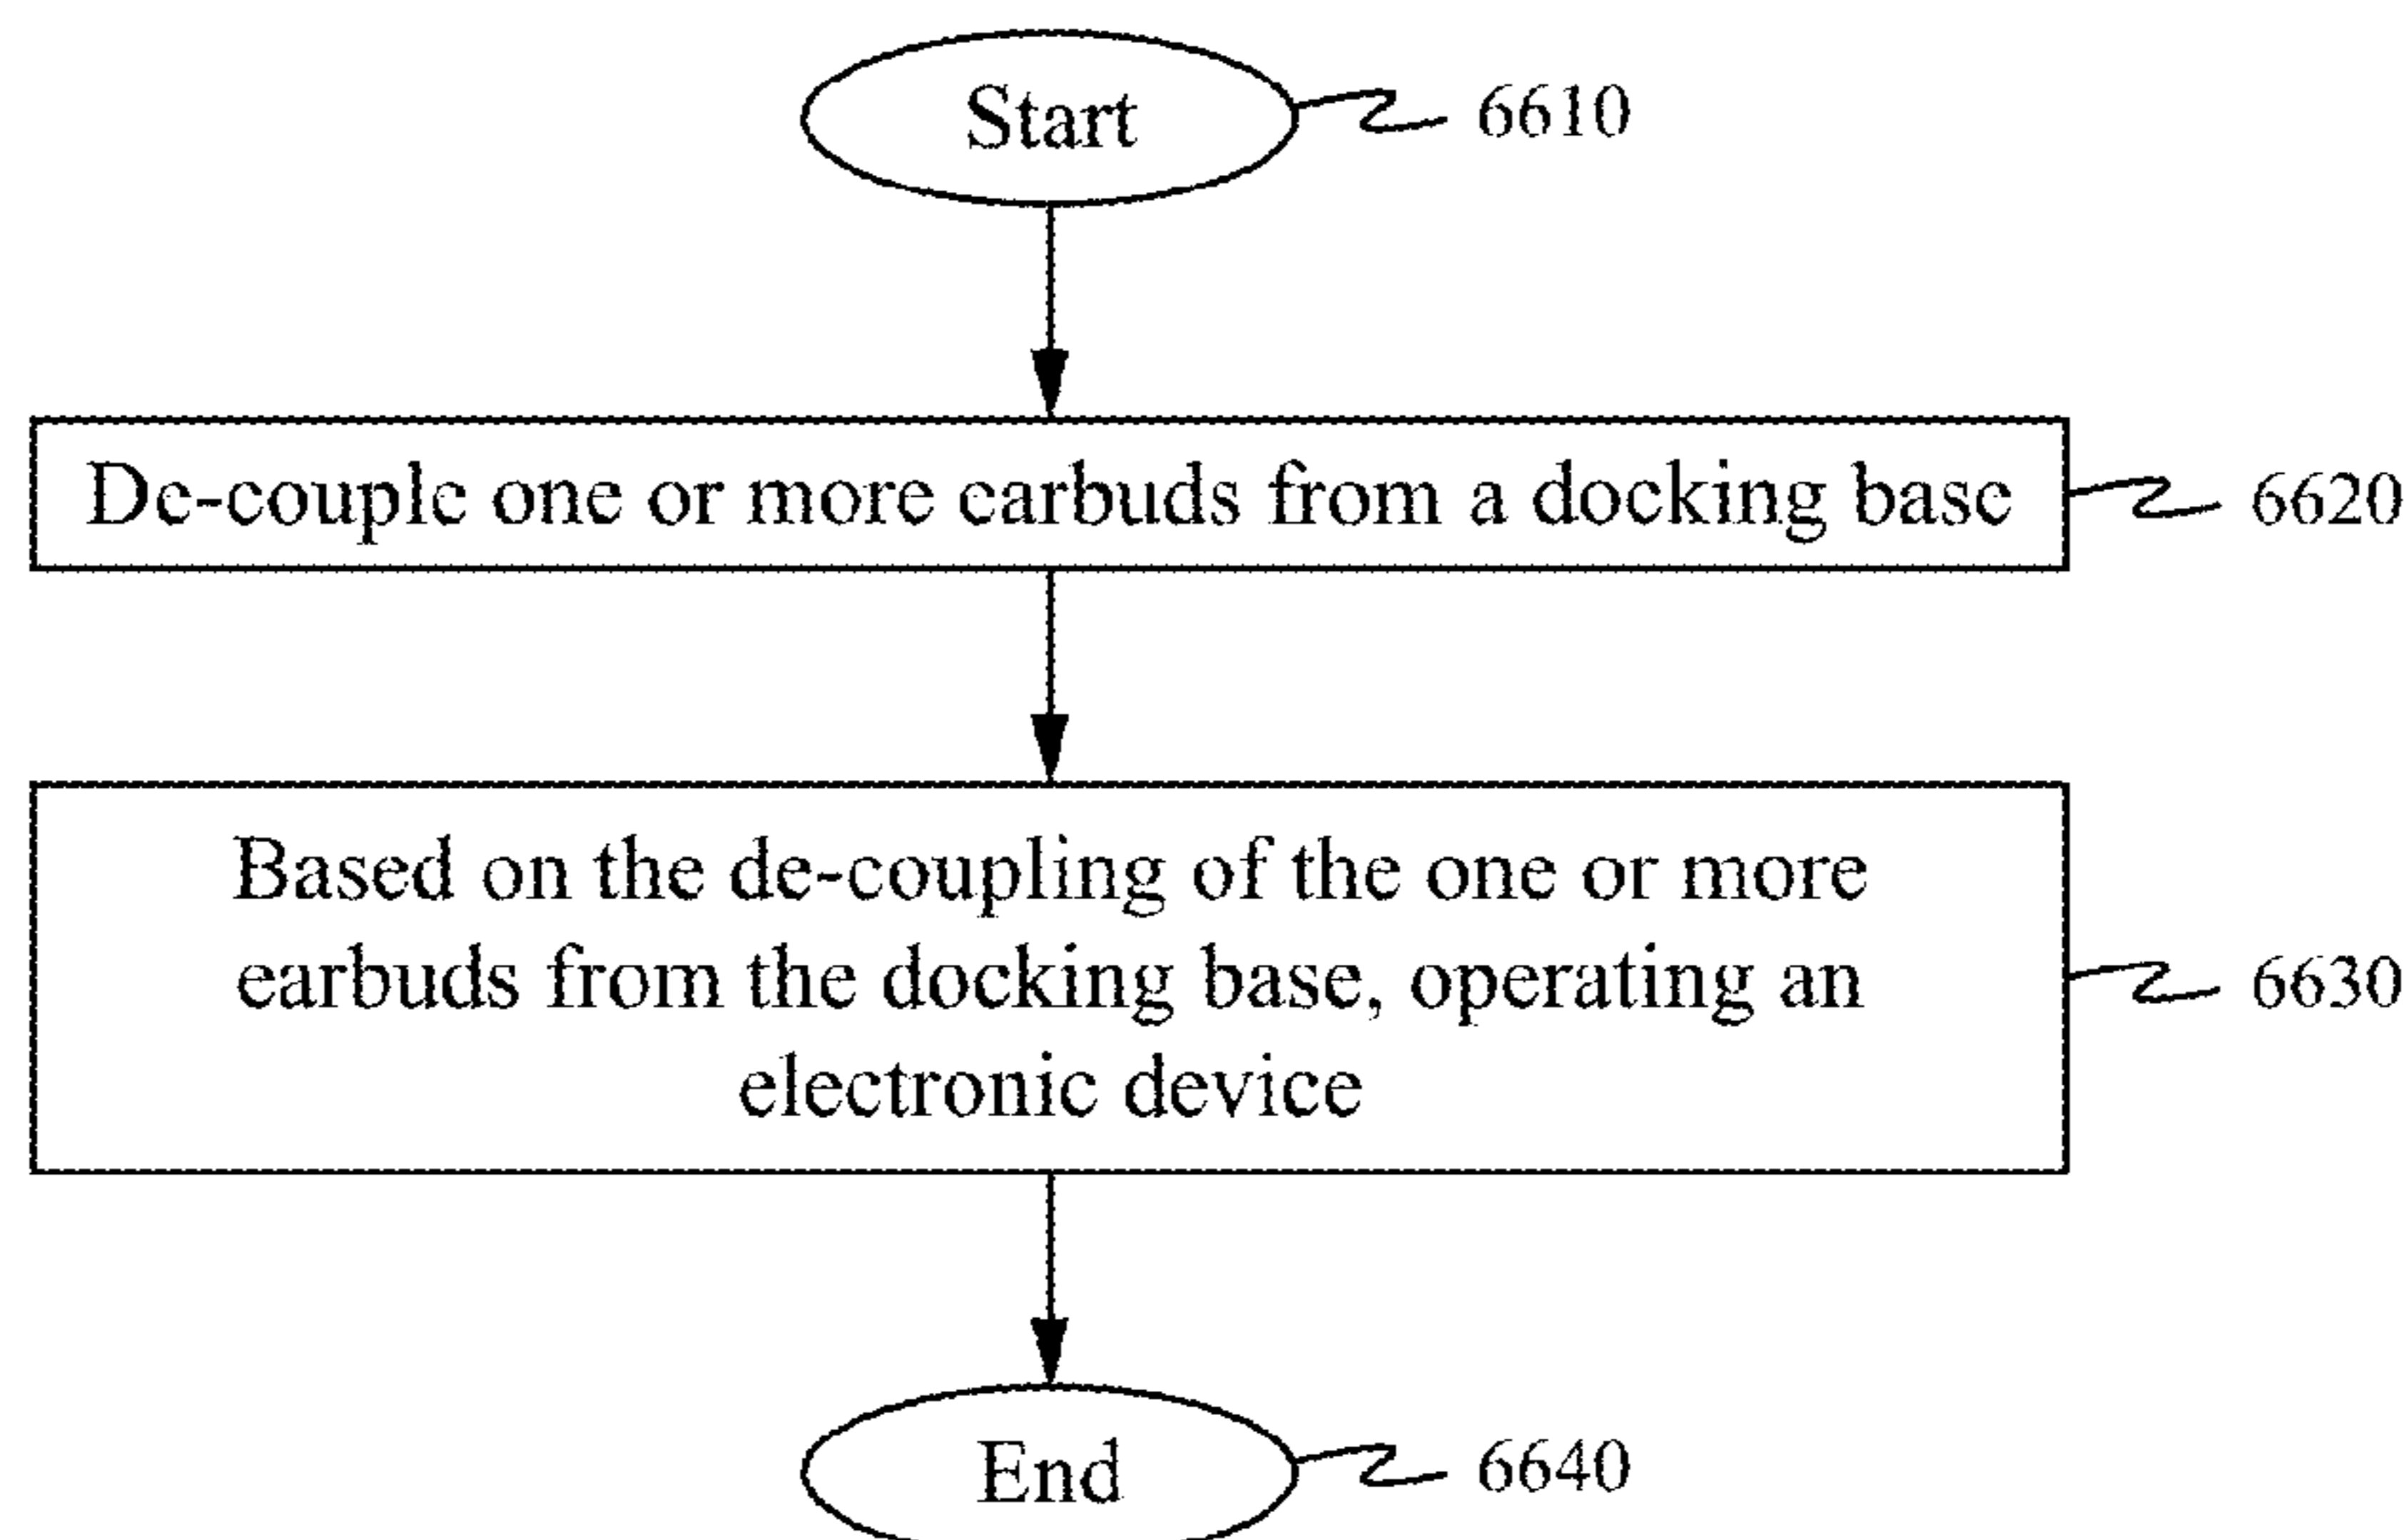 Start
6610
De-couple one or more earbuds from a docking base
6620
Based on the de-coupling of the one or more
earbuds from the docking base, operating an
electronic device
6630
End
6640